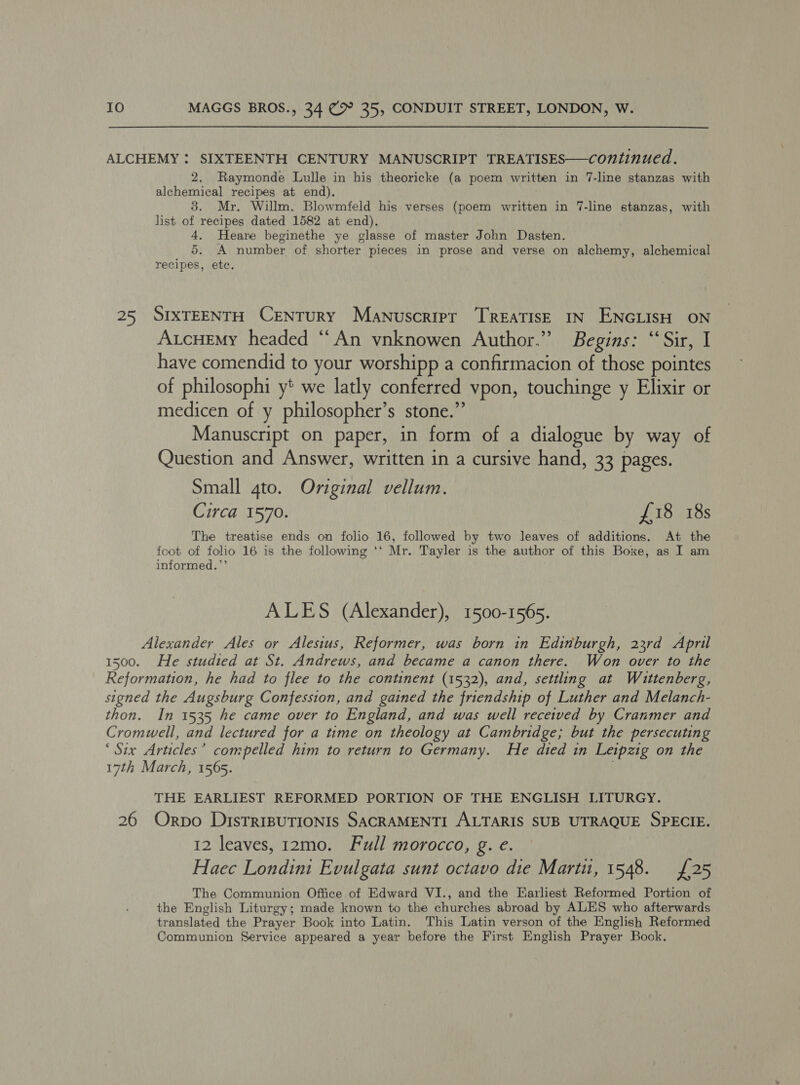 10 MAGGS BROS., 34 & 35, CONDUIT STREET, LONDON, W.
ALCHEMY: SIXTEENTH CENTURY MANUSCRIPT TREATISES—continued.
2. Raymonde Lulle in his theoricke (a poem written in 7-line stanzas with
alchemical recipes at end).
3. Mr. Willm. Blowmfeld his verses (poem written in 7-line stanzas, with
list of recipes dated 1582 at end).
4. Heare beginethe ye glasse of master John Dasten.
5. A number of shorter pieces in prose and verse on alchemy, alchemical
recipes, etc.
25 SIXTEENTH CENTURY MANUSCRIPT TREATISE IN ENGLISH ON
ALCHEMY headed “An vnknowen Author.” Begins: “Sir, I
have comendid to your worshipp a confirmacion of those pointes
of philosophi yt we latly conferred vpon, touchinge y Elixir or
medicen of y philosopher’s stone.”
Manuscript on paper, in form of a dialogue by way of
Question and Answer, written in a cursive hand, 33 pages.
Small 4to. Original vellum.
Circa 1570. £18 18s
The treatise ends on folio 16, followed by two leaves of additions. At the
foot of folio 16 is the following “Mr. Tayler is the author of this Boke, as I am
informed.”
ALES (Alexander), 1500-1565.
Alexander Ales or Alesius, Reformer, was born in Edinburgh, 23rd April
1500. He studied at St. Andrews, and became a canon there. Won over to the
Reformation, he had to flee to the continent (1532), and, settling at Wittenberg,
signed the Augsburg Confession, and gained the friendship of Luther and Melanch-
thon. In 1535 he came over to England, and was well received by Cranmer and
Cromwell, and lectured for a time on theology at Cambridge; but the persecuting
‘Six Articles’ compelled him to return to Germany. He died in Leipzig on the
17th March, 1565.
THE EARLIEST REFORMED PORTION OF THE ENGLISH LITURGY.
26 ORDO DISTRIBUTIONIS SACRAMENTI ALTARIS SUB UTRAQUE SPECIE.
12 leaves, 12mo. Full morocco, g. e.
Haec Londini Evulgata sunt octavo die Martii, 1548. £25
The Communion Office of Edward VI., and the Earliest Reformed Portion of
the English Liturgy; made known to the churches abroad by ALES who afterwards
translated the Prayer Book into Latin. This Latin verson of the English Reformed
Communion Service appeared a year before the First English Prayer Book.